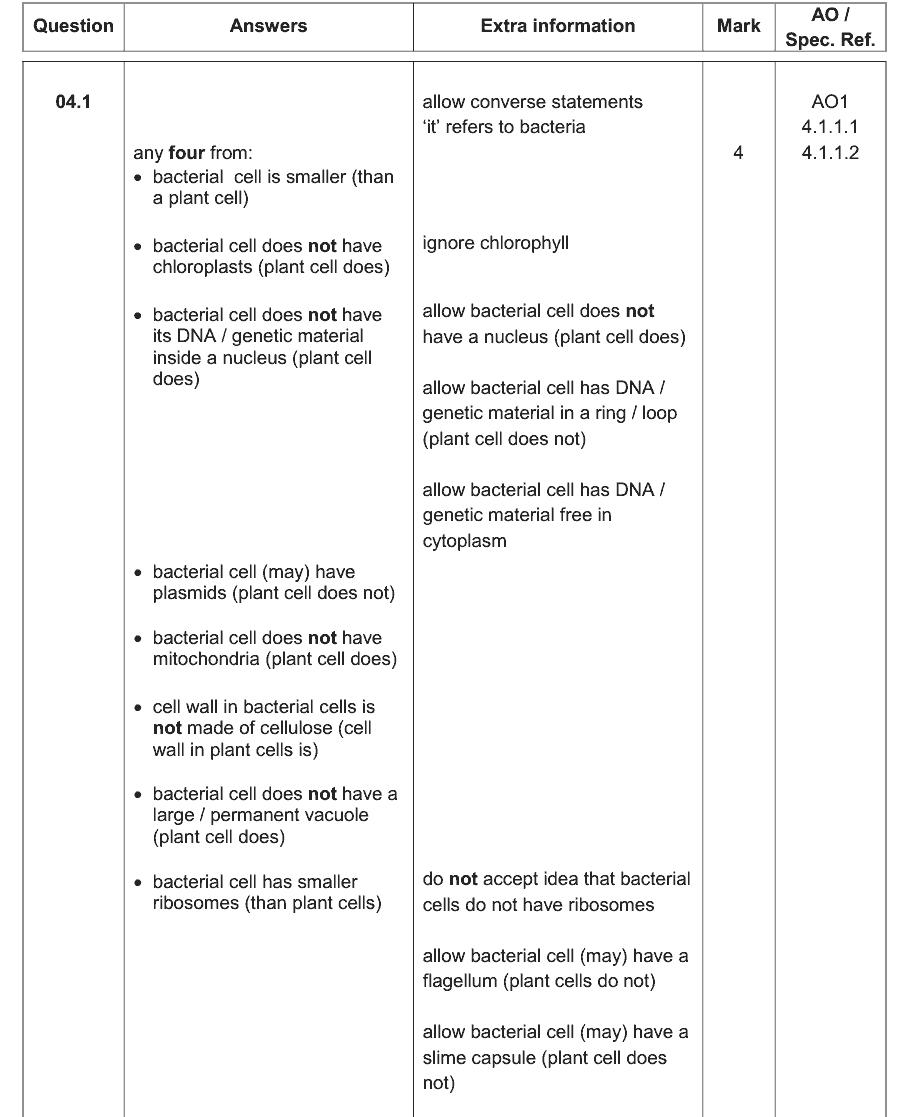 Question Answers Extra information Mark AO /
Spec. Ref.
04.1 allow converse statements AO1
‘it’ refers to bacteria 4.1.1.1
any four from: 4 4.1.1.2
• bacterial cell is smaller (than
a plant cell)
• bacterial cell does not have
chloroplasts (plant cell does)
ignore chlorophyll
• bacterial cell does not have
its DNA / genetic material
inside a nucleus (plant cell
does)
allow bacterial cell does not
have a nucleus (plant cell does)
allow bacterial cell has DNA /
genetic material in a ring / loop
(plant cell does not)
allow bacterial cell has DNA /
genetic material free in
cytoplasm
• bacterial cell (may) have
plasmids (plant cell does not)
• bacterial cell does not have
mitochondria (plant cell does)
• cell wall in bacterial cells is
not made of cellulose (cell
wall in plant cells is)
• bacterial cell does not have a
large / permanent vacuole
(plant cell does)
• bacterial cell has smaller
ribosomes (than plant cells)
do not accept idea that bacterial
cells do not have ribosomes
allow bacterial cell (may) have a
flagellum (plant cells do not)
allow bacterial cell (may) have a
slime capsule (plant cell does
not)